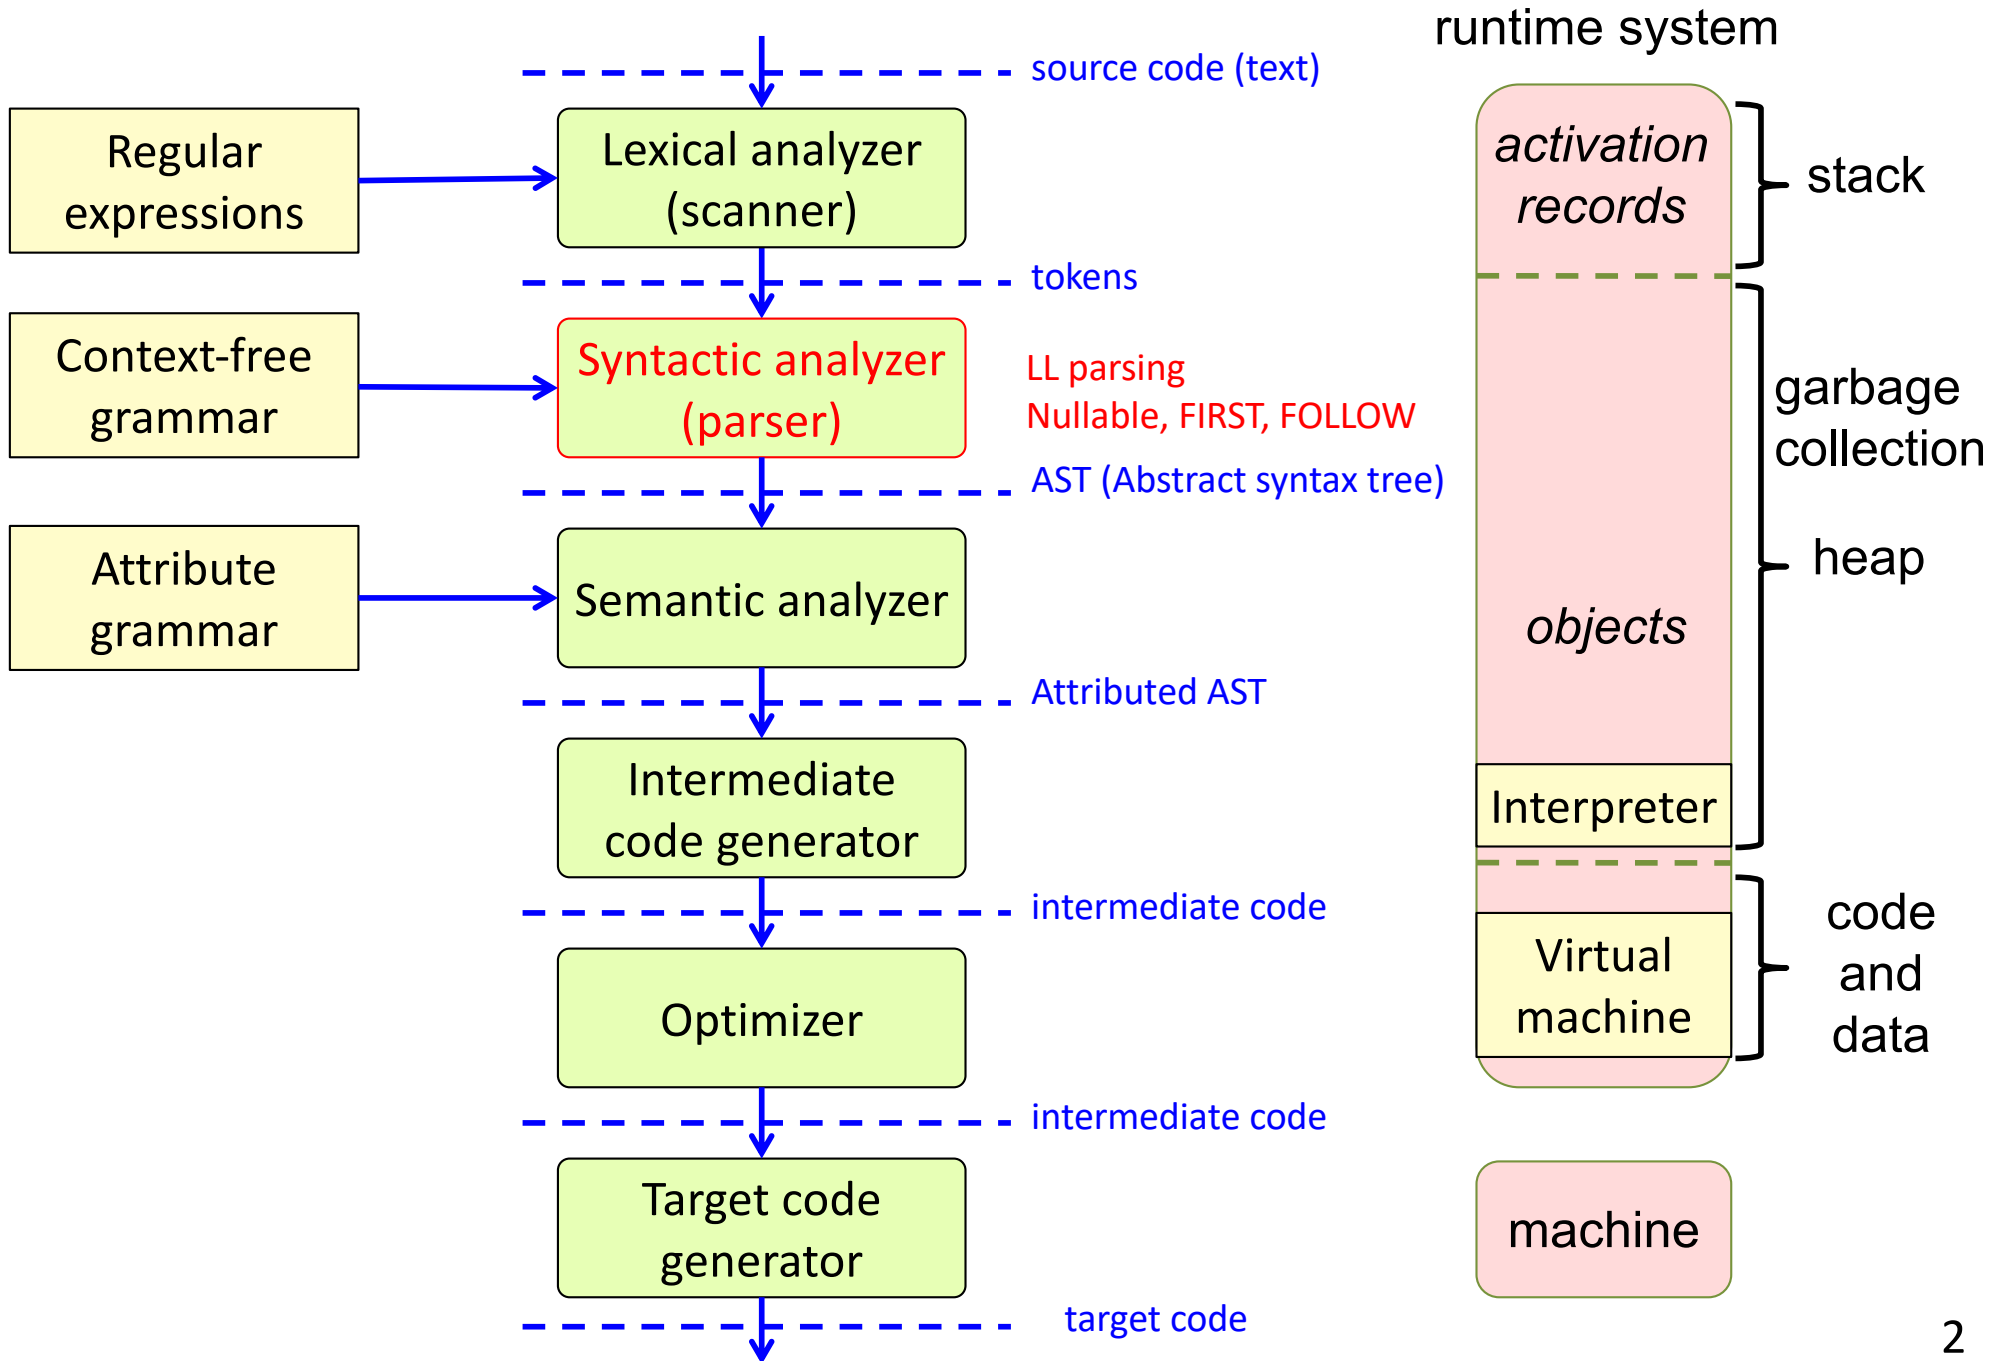 runtime system
source code (text)
Regular
expressions
Lexical analyzer
(scanner)
activation
records
stack
tokens
Context-free
grammar
Syntactic analyzer
(parser)
LL parsing
Nullable, FIRST, FOLLOW
garbage
collection
AST (Abstract syntax tree)
heap
Attribute
grammar
Semantic analyzer
objects
Attributed AST
Intermediate
code generator
Interpreter
intermediate code
code
and
data
Virtual
machine
Optimizer
intermediate code
Target code
generator
machine
target code
2